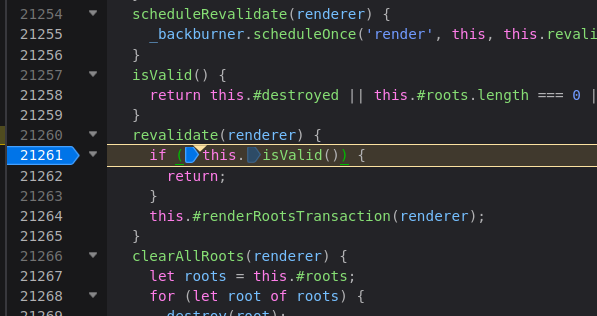 21254 scheduleRevalidate(renderer) {
21255 _backburner.scheduleOnce('render', this, this.revali
21256 }
21257 isValid() {
21258 return this.#destroyed || this.#roots.length === 0 |
21259 }
21260 revalidate(renderer) {
21261 if (this.isValid()) {
21262 return;
21263 }
21264 this.#renderRootsTransaction(renderer);
21265 }
21266 clearAllRoots(renderer) {
21267 let roots = this.#roots;
21268 for (let root of roots) {
21269 destroy(root);